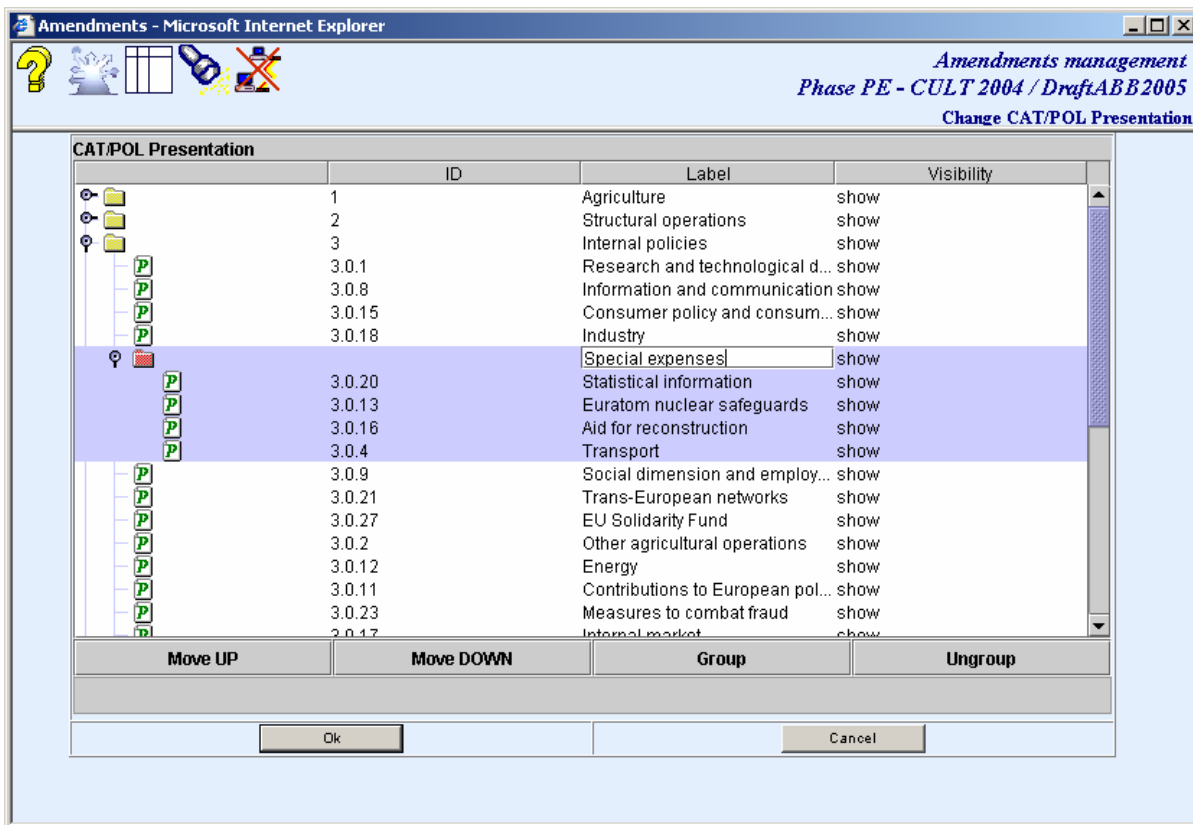 Amendments - Microsoft Internet Explorer
Amendments management
Phase PE - CULT 2004 / DraftABB2005
Change CAT/POL Presentation
CAT/POL Presentation
ID Label Visibility
1 Agriculture show
2 Structural operations show
3 Internal policies show
P 3.0.1 Research and technological d... show
P 3.0.8 Information and communication show
P 3.0.15 Consumer policy and consum... show
P 3.0.18 Industry show
Special expenses show
P 3.0.20 Statistical information show
P 3.0.13 Euratom nuclear safeguards show
P 3.0.16 Aid for reconstruction show
P 3.0.4 Transport show
P 3.0.9 Social dimension and employ... show
P 3.0.21 Trans-European networks show
P 3.0.27 EU Solidarity Fund show
P 3.0.2 Other agricultural operations show
P 3.0.12 Energy show
P 3.0.11 Contributions to European pol... show
P 3.0.23 Measures to combat fraud show
P 3.0.17 Internal market show
Move UP Move DOWN Group Ungroup
Ok Cancel